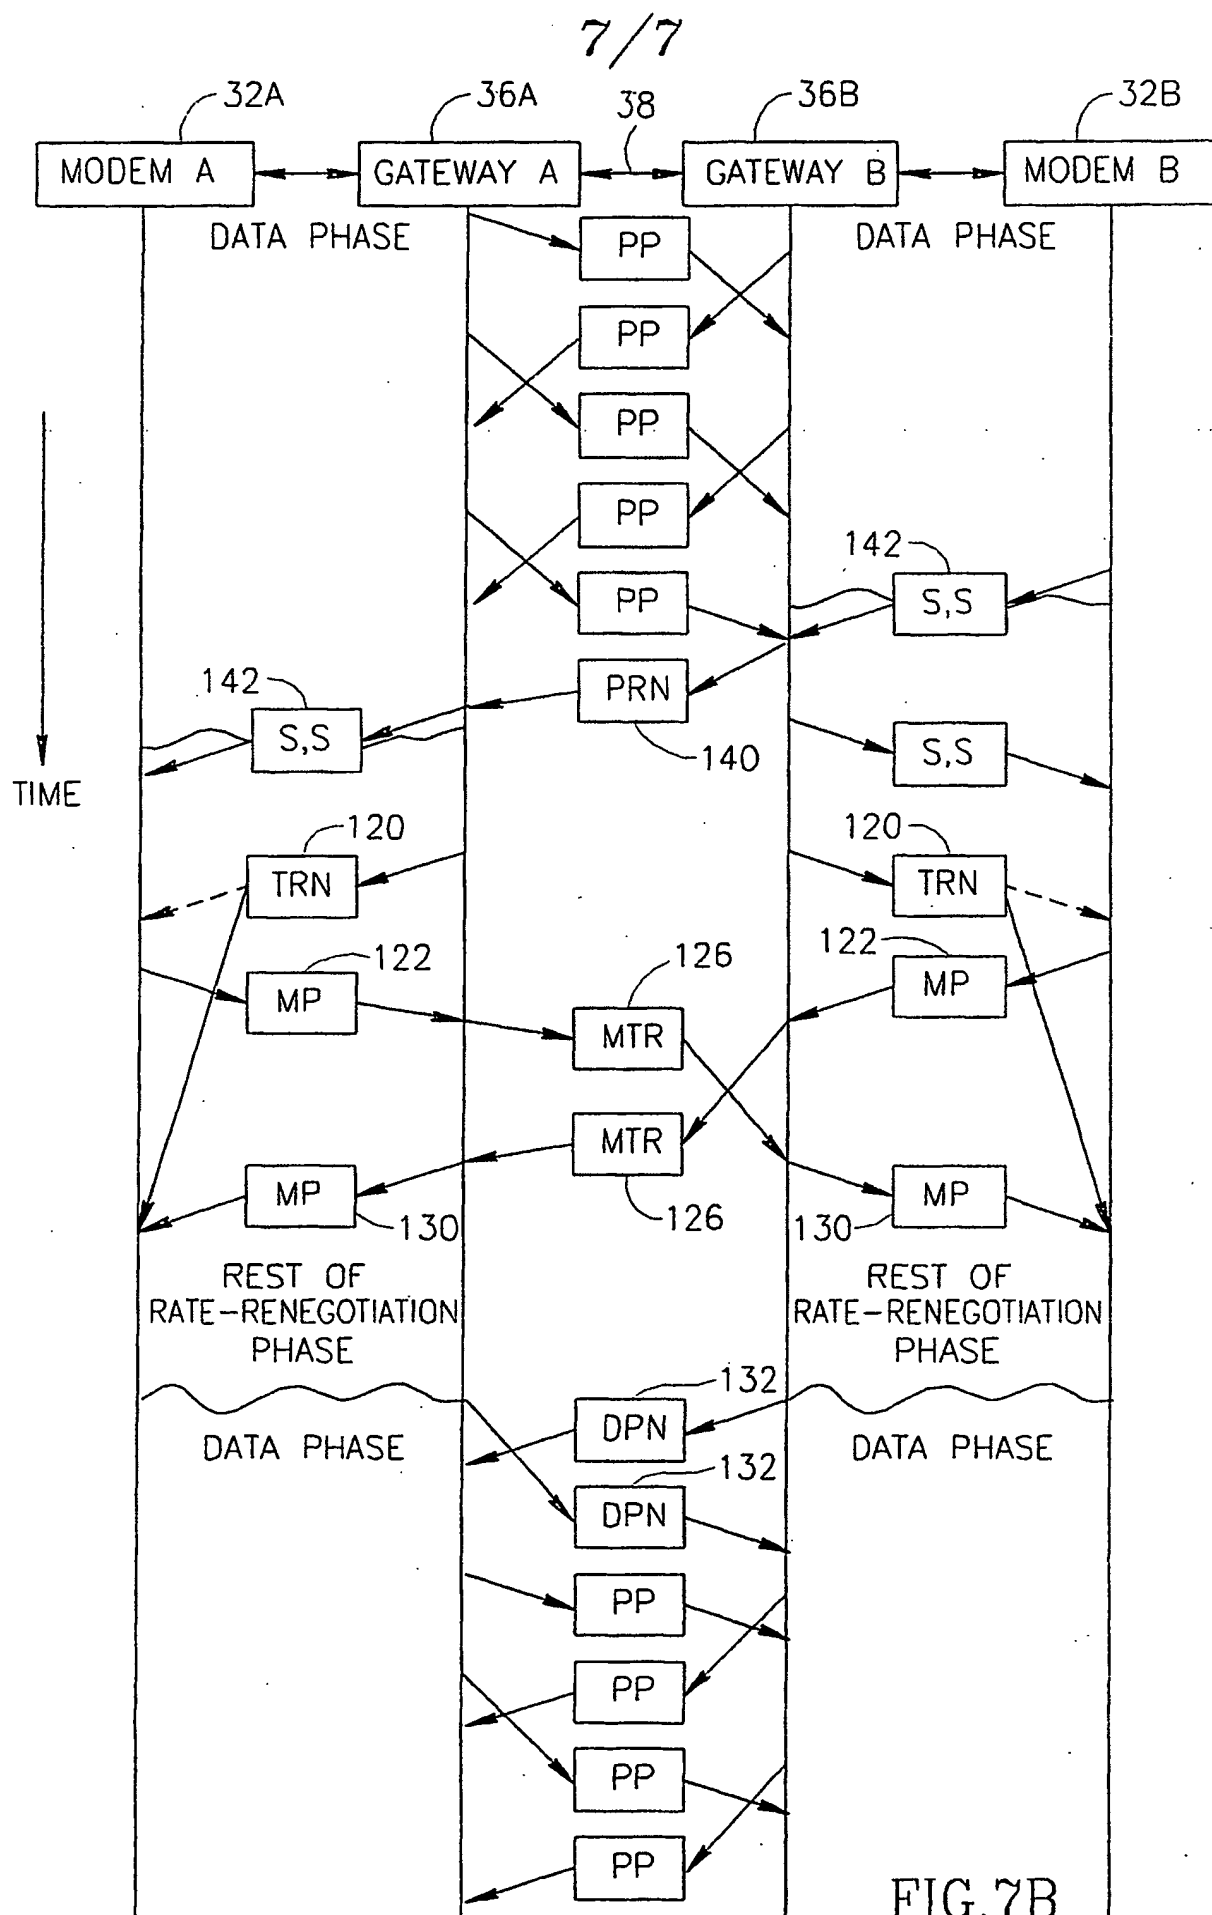 7/7
32A 36A 38 36B 32B
MODEM A GATEWAY A GATEWAY B MODEM B
DATA PHASE PP DATA PHASE
PP
PP
PP
142
PP S,S
142 PRN
S,S 140 S,S
TIME
120 120
TRN TRN
122 126 122
MP MTR MP
MTR
MP 130 126 130 MP
REST OF REST OF
RATE-RENEGOTIATION RATE-RENEGOTIATION
PHASE PHASE
132
DPN
DATA PHASE DATA PHASE
132
DPN
PP
PP
PP
PP
FIG.7B